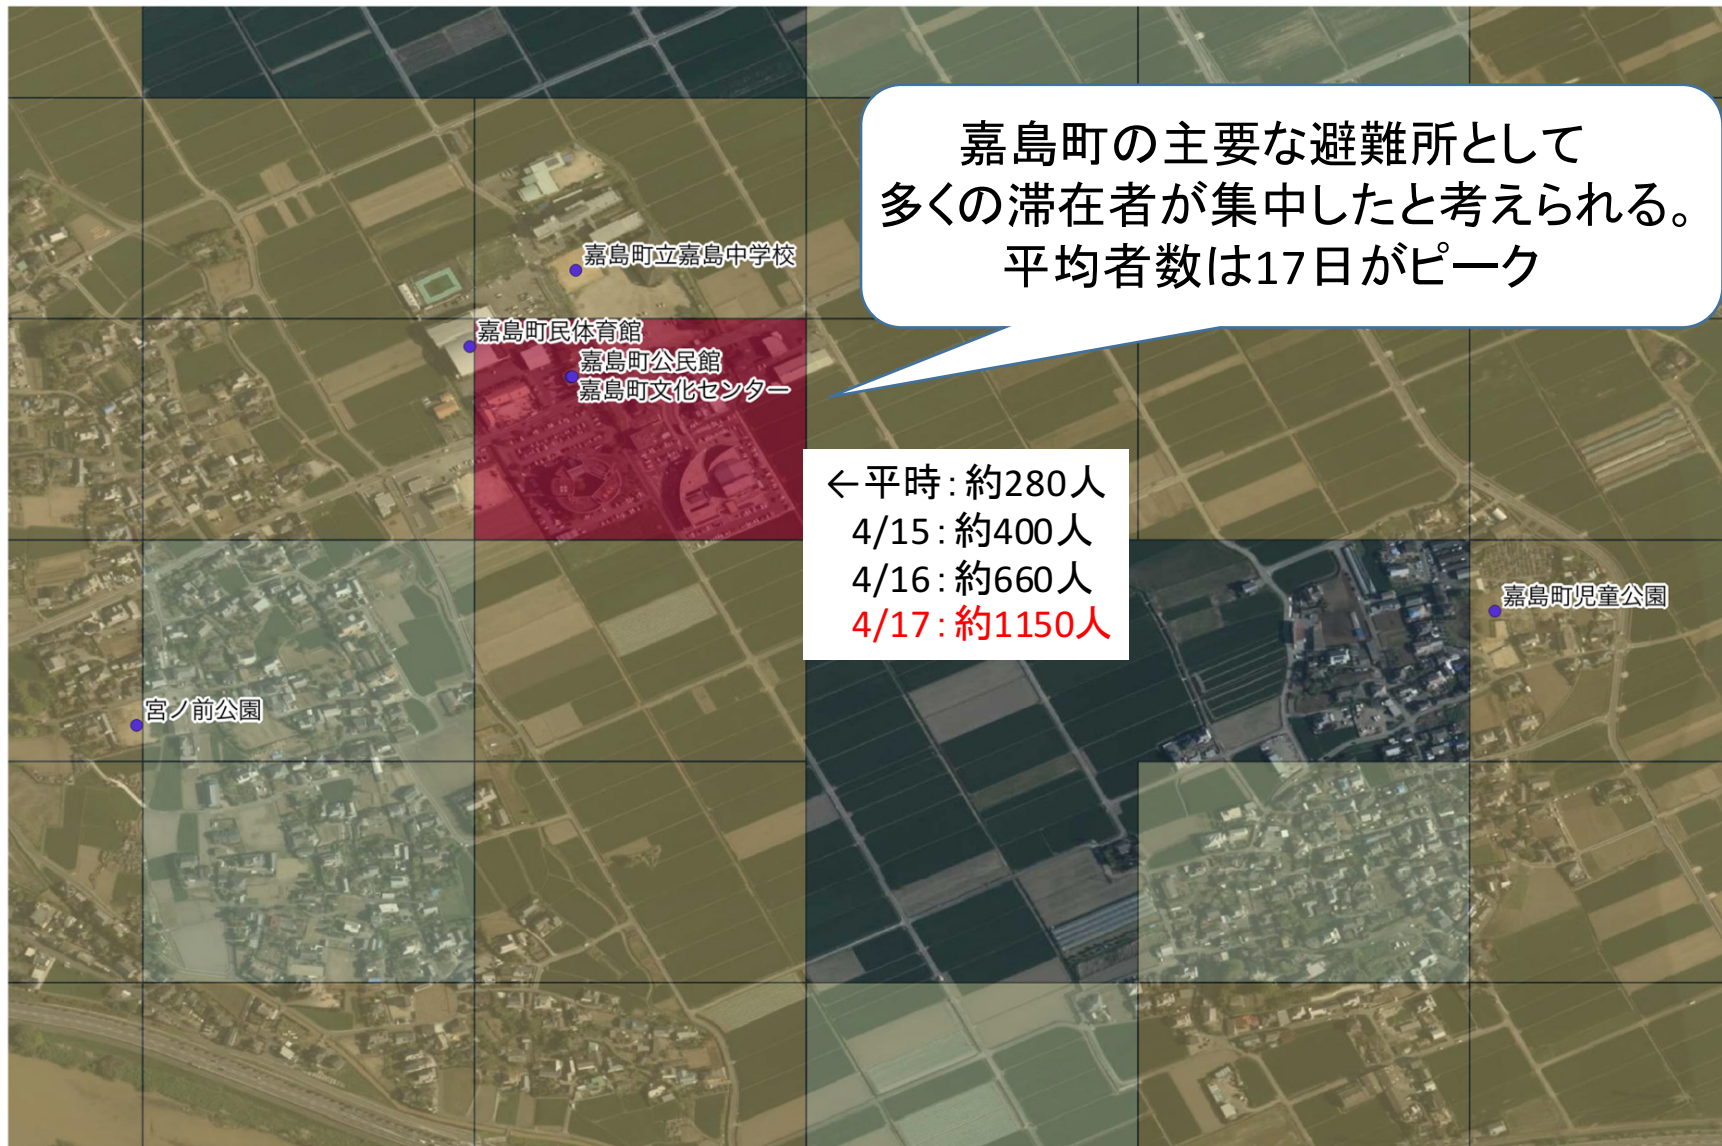 嘉島町の主要な避難所として
多くの滞在者が集中したと考えられる。
平均者数は17日がピーク
嘉島町立嘉島中学校
嘉島町民体育館
嘉島町公民館
嘉島町文化センター
←平時：約280人
4/15：約400人
4/16：約660人
4/17：約1150人
嘉島町児童公園
宮ノ前公園